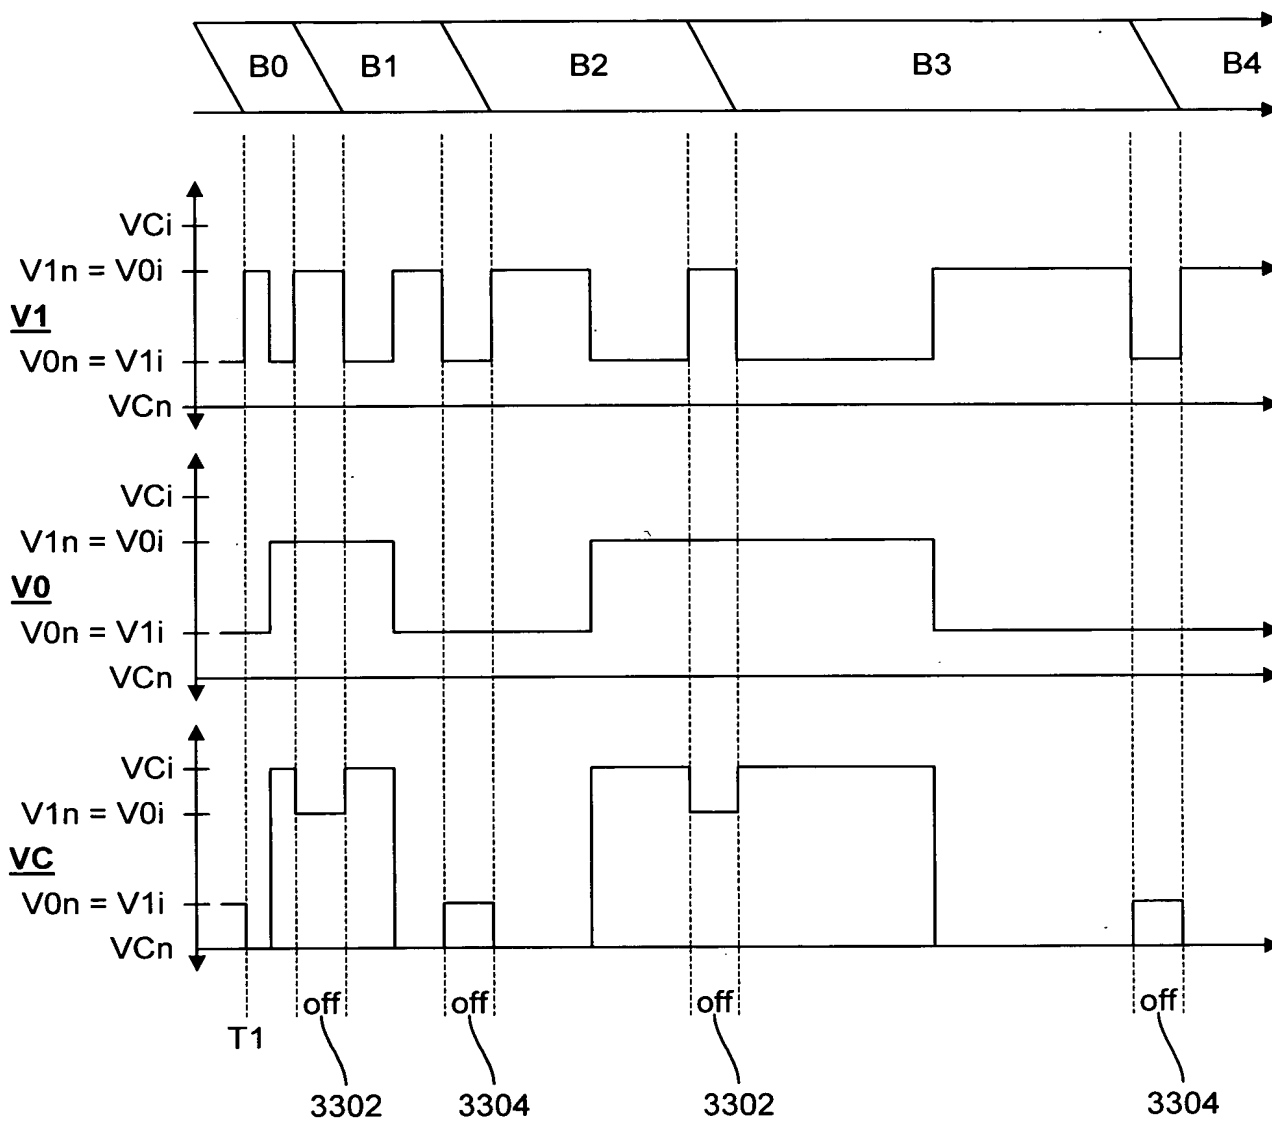 B0 B1 B2 B3 B4
VCi
V1n = V0i
V1
V0n = V1i
VCn
VCi
V1n = V0i
V0
V0n = V1i
VCn
VCi
V1n = V0i
VC
V0n = V1i
VCn
off off off off
T1
3302 3304 3302 3304